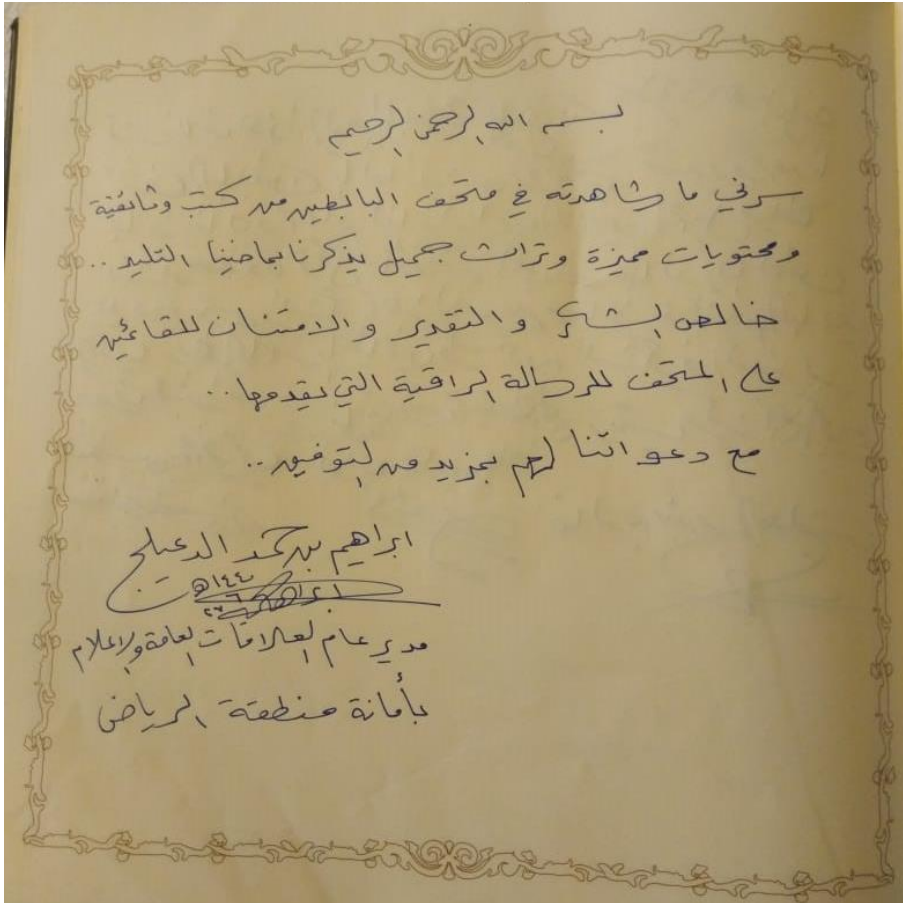 بسم الله الرحمن الرحيم
سرني ما شاهدته في متحف البابطين من كتب وثائقية
ومحتويات مميزة وتراث جميل يذكرنا بماضينا التليد ..
خالص الشكر والتقدير والامتنان للقائمين
على المتحف للرسالة الراقية التي يقدمها ..
مع دعواتنا لهم بمزيد من التوفيق ..
ابراهيم بن حمد الدعيلج
مدير عام العلاقات العامة والاعلام
بأمانة منطقة الرياض